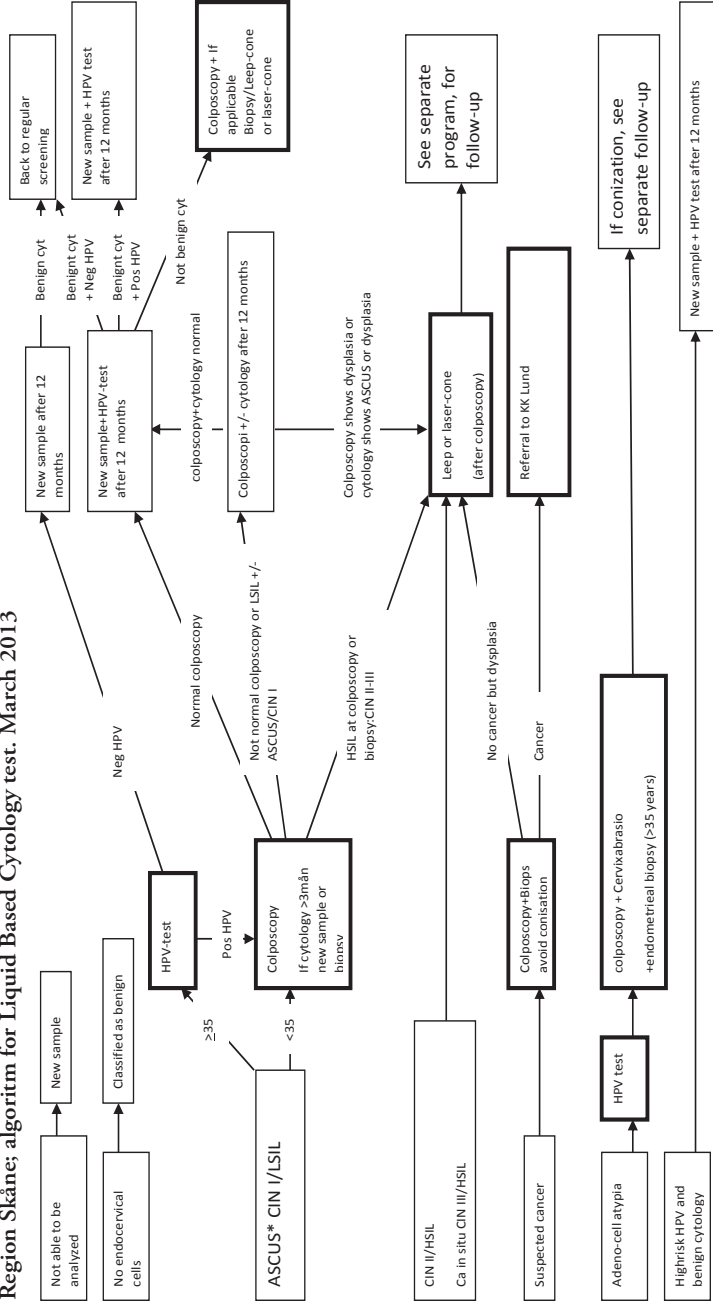 Region Skåne; algoritm for Liquid Based Cytology test. March 2013
Not able to be
analyzed
New sample
No endocervical
cells
Classified as benign
ASCUS* CIN I/LSIL
≥35
<35
HPV-test
Pos HPV
Neg HPV
Colposcopy
If cytology >3mån
new sample or
biopsy
Normal colposcopy
Not normal colposcopy or LSIL +/-
ASCUS/CIN I
HSIL at colposcopy or
biopsy:CIN II-III
New sample after 12
months
New sample+HPV-test
after 12 months
colposcopy+cytology normal
Colposcopi +/- cytology after 12 months
Colposcopy shows dysplasia or
cytology shows ASCUS or dysplasia
Benign cyt
Benignt cyt
+ Neg HPV
Benignt cyt
+ Pos HPV
Not benign cyt
Back to regular
screening
New sample + HPV test
after 12 months
Colposcopy + If
applicable
Biopsy/Leep-cone
or laser-cone
CIN II/HSIL
Ca in situ CIN III/HSIL
Leep or laser-cone
(after colposcopy)
See separate
program, for
follow-up
Suspected cancer
Colposcopy+Biops
avoid conisation
No cancer but dysplasia
Cancer
Referral to KK Lund
Adeno-cell atypia
HPV test
colposcopy + Cervixabrasio
+endometrieal biopsy (>35 years)
If conization, see
separate follow-up
Highrisk HPV and
benign cytology
New sample + HPV test after 12 months